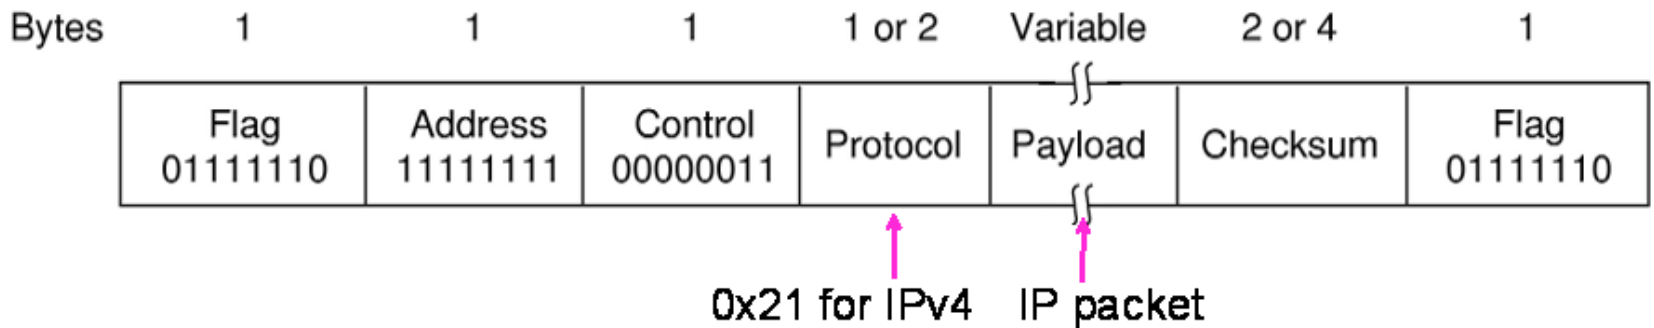 Bytes 1 1 1 1 or 2 Variable 2 or 4 1
Flag Address Control Protocol Payload Checksum Flag
01111110 11111111 00000011 01111110
0x21 for IPv4 IP packet